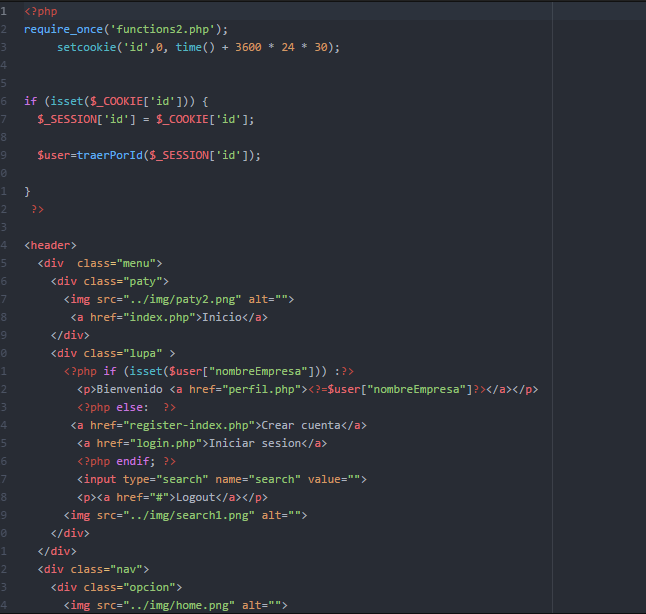 1 <?php
2 require_once('functions2.php');
3 setcookie('id',0, time() + 3600 * 24 * 30);
4
5
6 if (isset($_COOKIE['id'])) {
7 $_SESSION['id'] = $_COOKIE['id'];
8
9 $user=traerPorId($_SESSION['id']);
0
1 }
2 ?>
3
4 <header>
5 <div  class="menu">
6 <div class="paty">
7 <img src="../img/paty2.png" alt="">
8 <a href="index.php">Inicio</a>
9 </div>
0 <div class="lupa" >
1 <?php if (isset($user["nombreEmpresa"])) :?>
2 <p>Bienvenido <a href="perfil.php"><?=$user["nombreEmpresa"]?></a></p>
3 <?php else:  ?>
4 <a href="register-index.php">Crear cuenta</a>
5 <a href="login.php">Iniciar sesion</a>
6 <?php endif; ?>
7 <input type="search" name="search" value="">
8 <p><a href="#">Logout</a></p>
9 <img src="../img/search1.png" alt="">
0 </div>
1 </div>
2 <div class="nav">
3 <div class="opcion">
4 <img src="../img/home.png" alt="">